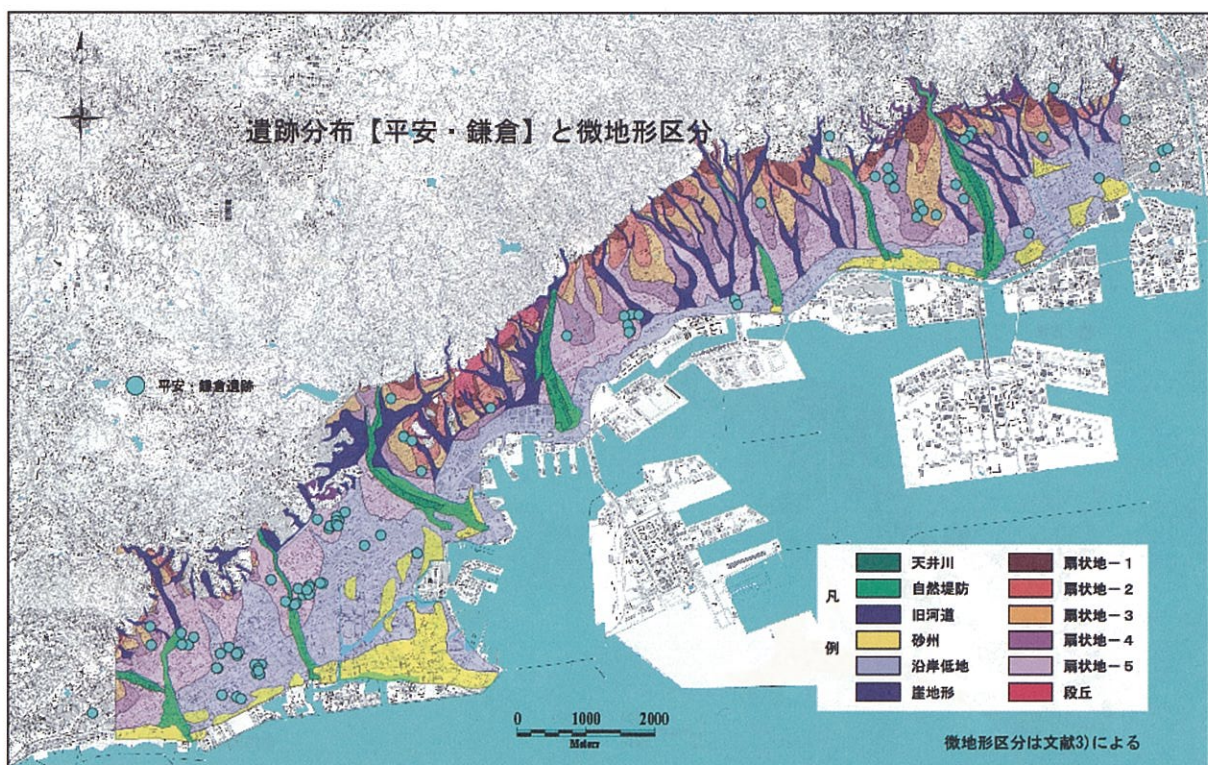 遺跡分布【平安・鎌倉】と微地形区分
平安・鎌倉遺跡
凡例
天井川
自然堤防
旧河道
砂州
沿岸低地
崖地形
扇状地－1
扇状地－2
扇状地－3
扇状地－4
扇状地－5
段丘
0 1000 2000
Meters
微地形区分は文献3)による